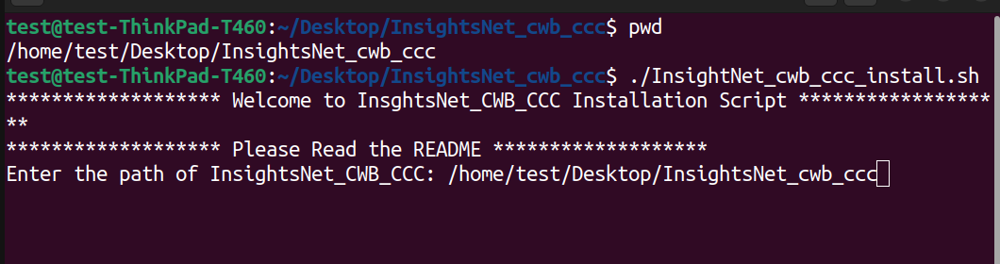 test@test-ThinkPad-T460:~/Desktop/InsightsNet_cwb_ccc$ pwd
/home/test/Desktop/InsightsNet_cwb_ccc
test@test-ThinkPad-T460:~/Desktop/InsightsNet_cwb_ccc$ ./InsightNet_cwb_ccc_install.sh
******************* Welcome to InsghtsNet_CWB_CCC Installation Script *****************
**
******************* Please Read the README *******************
Enter the path of InsightsNet_CWB_CCC: /home/test/Desktop/InsightsNet_cwb_ccc